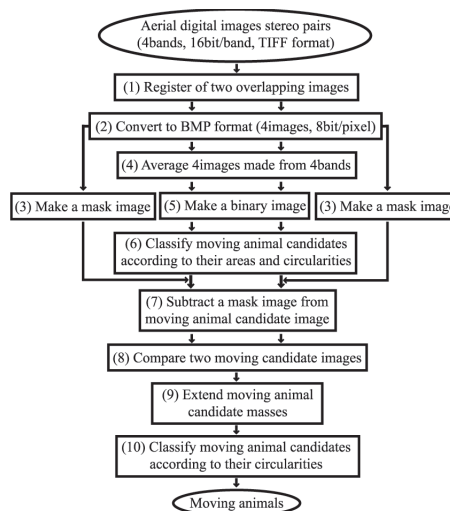 Aerial digital images stereo pairs
(4bands, 16bit/band, TIFF format)
(1) Register of two overlapping images
(2) Convert to BMP format (4images, 8bit/pixel)
(4) Average 4images made from 4bands
(3) Make a mask image
(5) Make a binary image
(3) Make a mask image
(6) Classify moving animal candidates
according to their areas and circularities
(7) Subtract a mask image from
moving animal candidate image
(8) Compare two moving candidate images
(9) Extend moving animal
candidate masses
(10) Classify moving animal candidates
according to their circularities
Moving animals